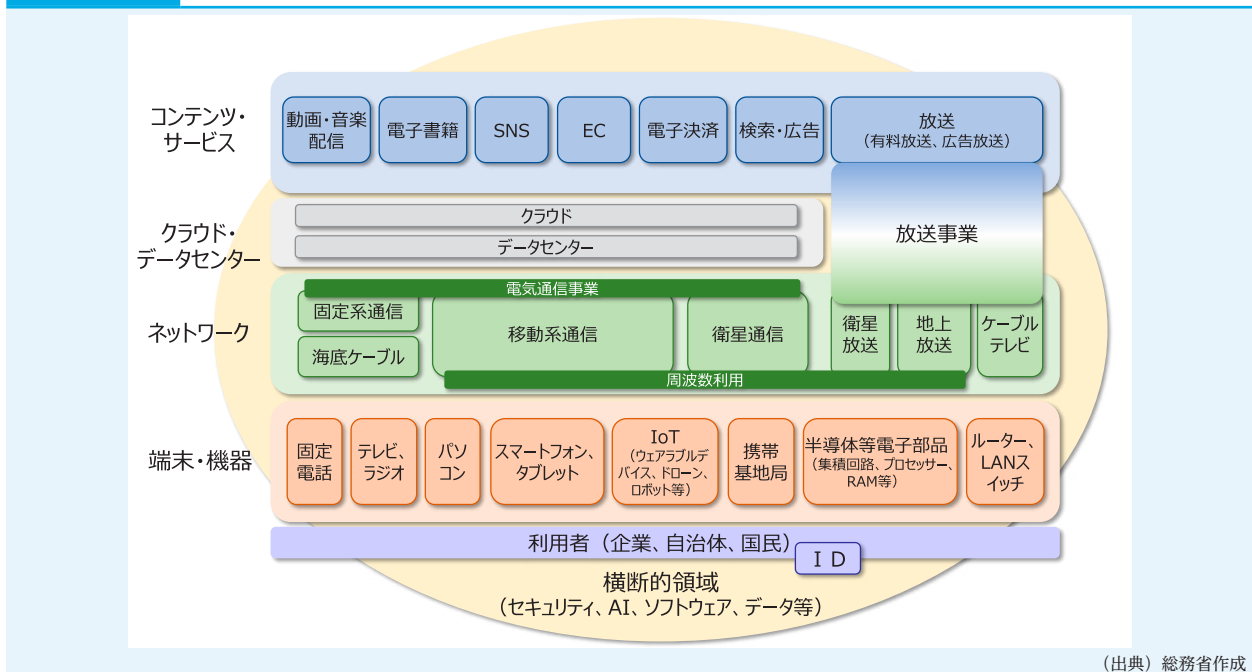 コンテンツ・
サービス
動画・音楽
配信
電子書籍
SNS
EC
電子決済
検索・広告
放送
（有料放送、広告放送）
クラウド・
データセンター
クラウド
データセンター
放送事業
ネットワーク
電気通信事業
固定系通信
海底ケーブル
移動系通信
衛星通信
衛星
放送
地上
放送
ケーブル
テレビ
周波数利用
端末・機器
固定
電話
テレビ、
ラジオ
パソ
コン
スマートフォン、
タブレット
IoT
（ウェアラブルデ
バイス、ドローン、
ロボット等）
携帯
基地局
半導体等電子部品
（集積回路、プロセッサー、
RAM等）
ルーター、
LANス
イッチ
利用者（企業、自治体、国民）
ＩＤ
横断的領域
（セキュリティ、AI、ソフトウェア、データ等）
（出典）総務省作成